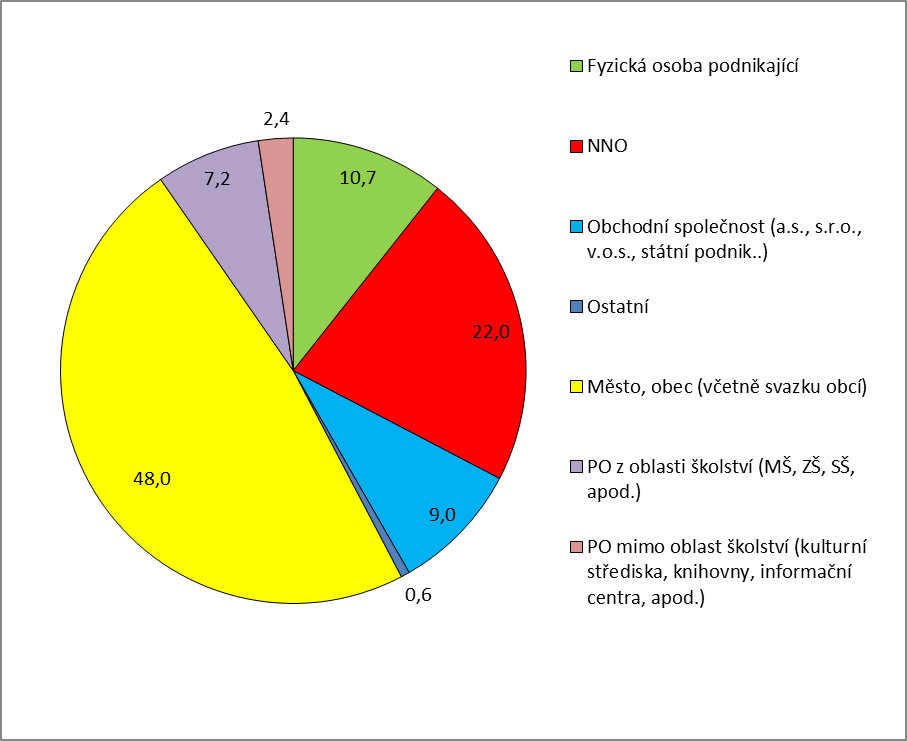 2,4
7,2
10,7
22,0
9,0
0,6
48,0
Fyzická osoba podnikající
NNO
Obchodní společnost (a.s., s.r.o.,
v.o.s., státní podnik..)
Ostatní
Město, obec (včetně svazku obcí)
PO z oblasti školství (MŠ, ZŠ, SŠ,
apod.)
PO mimo oblast školství (kulturní
střediska, knihovny, informační
centra, apod.)